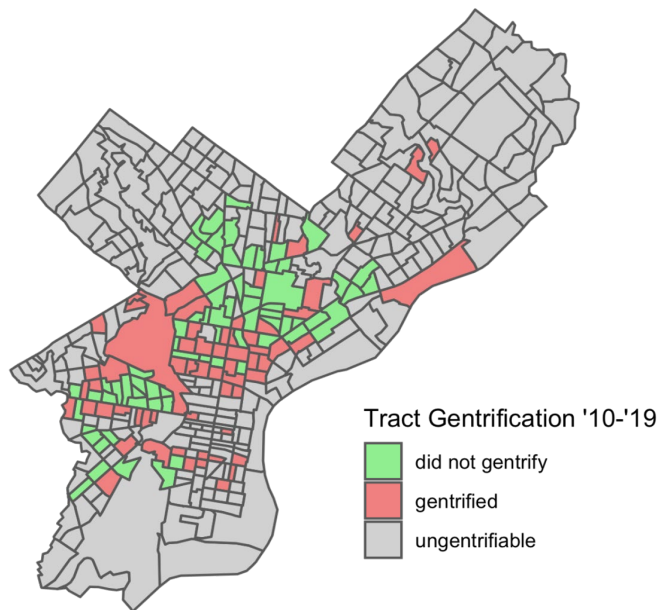 Tract Gentrification '10-'19
did not gentrify
gentrified
ungentrifiable